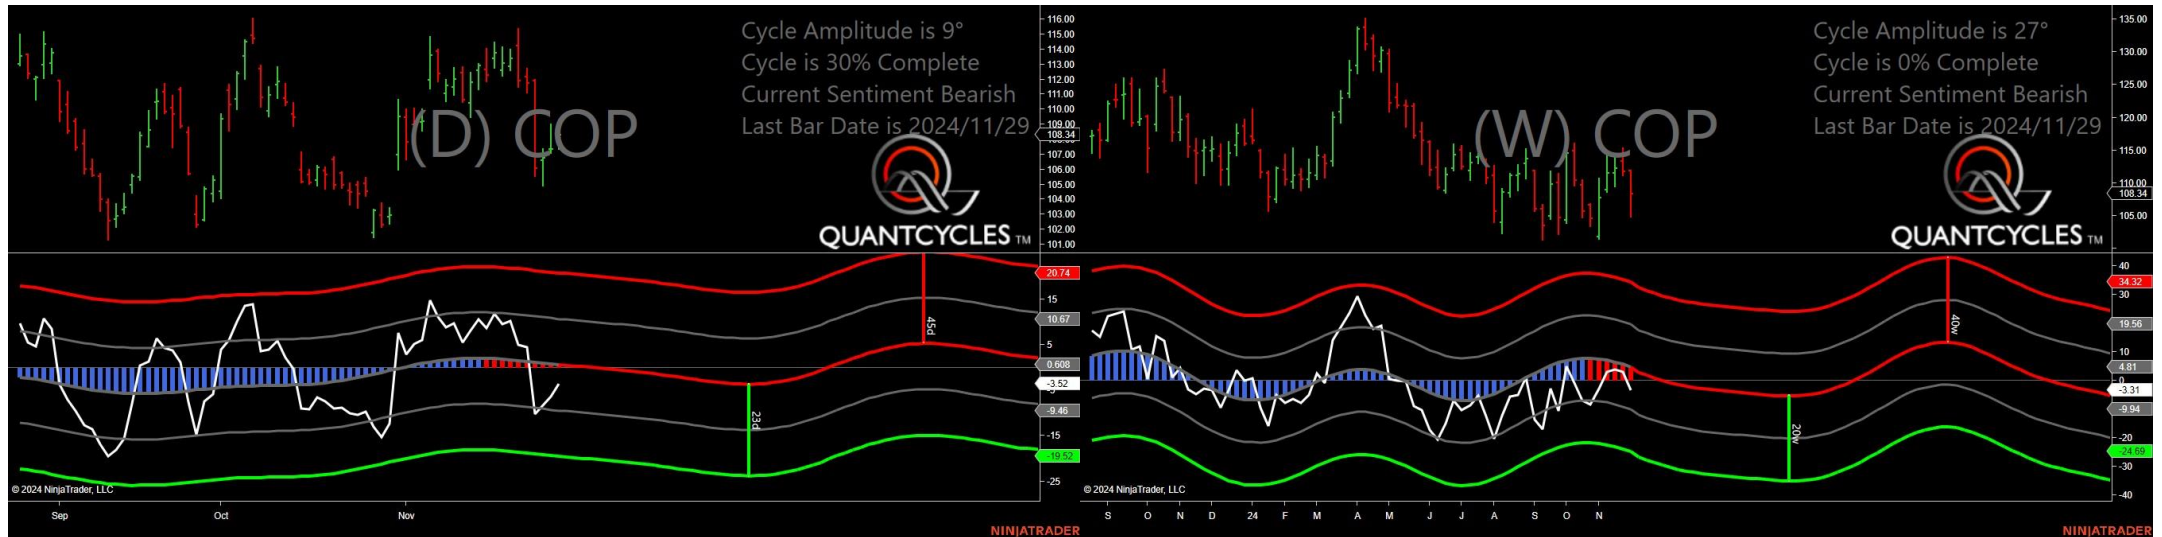 Cycle Amplitude is 9°
Cycle is 30% Complete
Current Sentiment Bearish
Last Bar Date is 2024/11/29
(D) COP
QUANTCYCLES TM
116.00
115.00
114.00
113.00
112.00
111.00
110.00
109.00
108.34
107.00
106.00
105.00
104.00
103.00
102.00
101.00
20.74
15
10.67
5
0.608
-3.52
-9.46
-15
-19.52
-25
45d
23d
© 2024 NinjaTrader, LLC
Sep
Oct
Nov
NINJATRADER
Cycle Amplitude is 27°
Cycle is 0% Complete
Current Sentiment Bearish
Last Bar Date is 2024/11/29
(W) COP
QUANTCYCLES TM
135.00
130.00
125.00
120.00
115.00
110.00
108.34
105.00
40
34.32
30
19.56
10
4.81
0
-3.31
-9.94
-20
-24.69
-30
-40
40w
20w
© 2024 NinjaTrader, LLC
S
O
N
D
24
F
M
A
M
J
J
A
S
O
N
NINJATRADER